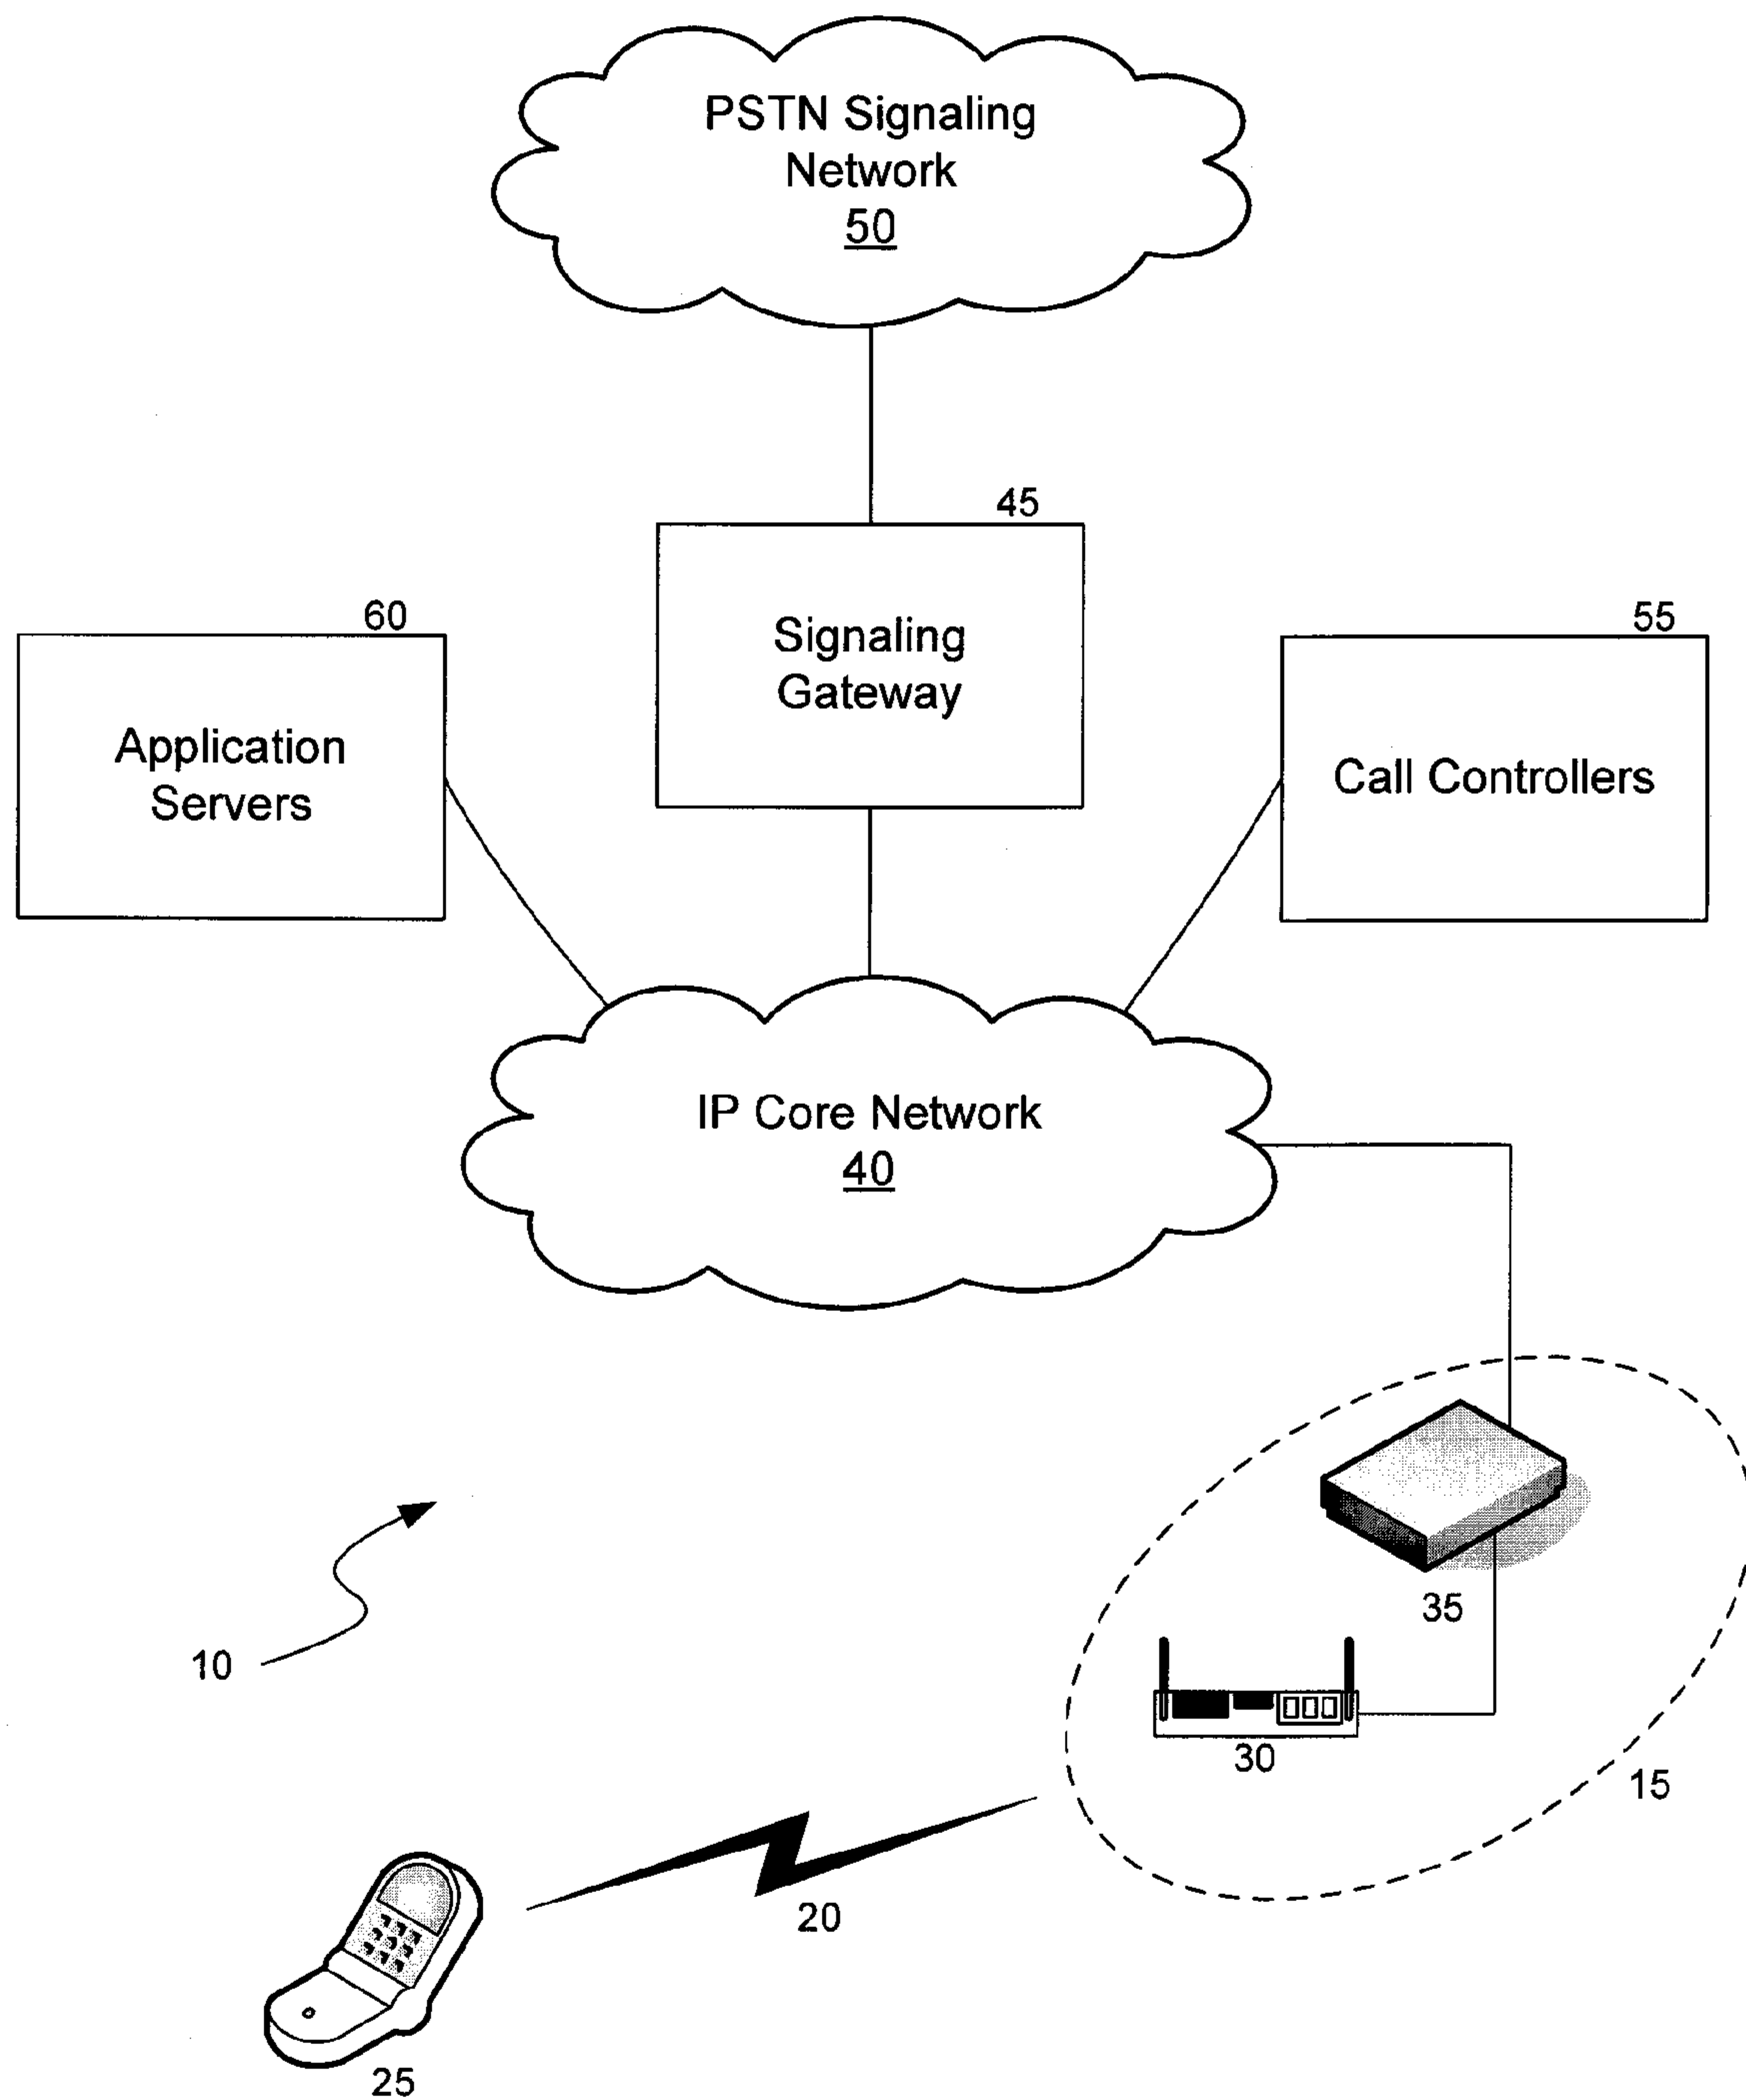 PSTN Signaling
Network
50
45
Signaling
Gateway
60
Application
Servers
55
Call Controllers
IP Core Network
40
35
10
30
15
20
25